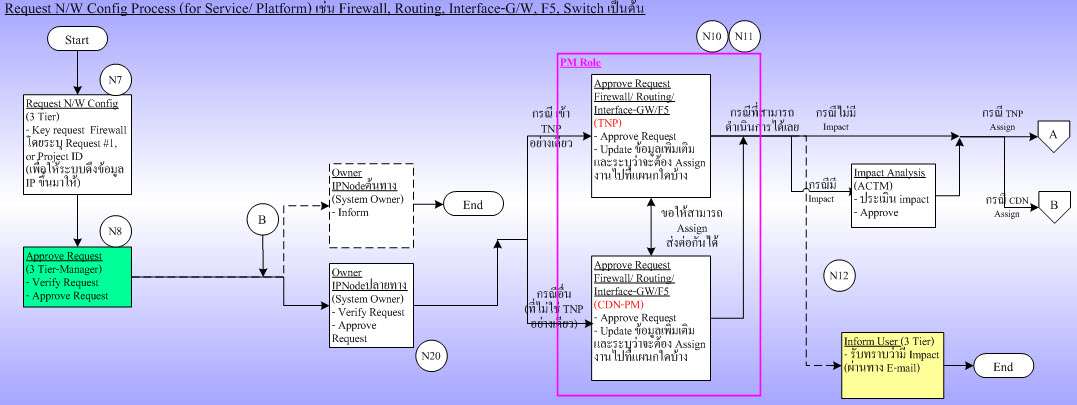 Request N/W Config Process (for Service/ Platform) เช่น Firewall, Routing, Interface-G/W, F5, Switch เป็นต้น
Start
N7
Request N/W Config
(3 Tier)
- Key request Firewall
โดยระบุ Request #1,
or Project ID
(เพื่อให้ระบบดึงข้อมูล
IP ขึ้นมาให้)
N8
Approve Request
(3 Tier-Manager)
- Verify Request
- Approve Request
B
Owner
IPNodeต้นทาง
(System Owner)
- Inform
End
Owner
IPNodeปลายทาง
(System Owner)
- Verify Request
- Approve
Request
N20
กรณี เข้า
TNP
อย่างเดียว
กรณีอื่น
(ที่ไม่ใช่ TNP
อย่างเดียว)
N10
N11
PM Role
Approve Request
Firewall/ Routing/
Interface-GW/F5
(TNP)
- Approve Request
- Update ข้อมูลเพิ่มเติม
และระบุว่าจะต้อง Assign
งานไปที่แผนกใดบ้าง
ขอให้สามารถ
Assign
ส่งต่อกันได้
Approve Request
Firewall/ Routing/
Interface-GW/F5
(CDN-PM)
- Approve Request
- Update ข้อมูลเพิ่มเติม
และระบุว่าจะต้อง Assign
งานไปที่แผนกใดบ้าง
กรณีที่สามารถ
ดำเนินการได้เลย
กรณีไม่มี
Impact
กรณีมี
Impact
Impact Analysis
(ACTM)
- ประเมิน impact
- Approve
กรณี TNP
Assign
A
กรณี CDN
Assign
B
N12
Inform User (3 Tier)
- รับทราบว่ามี Impact
(ผ่านทาง E-mail)
End